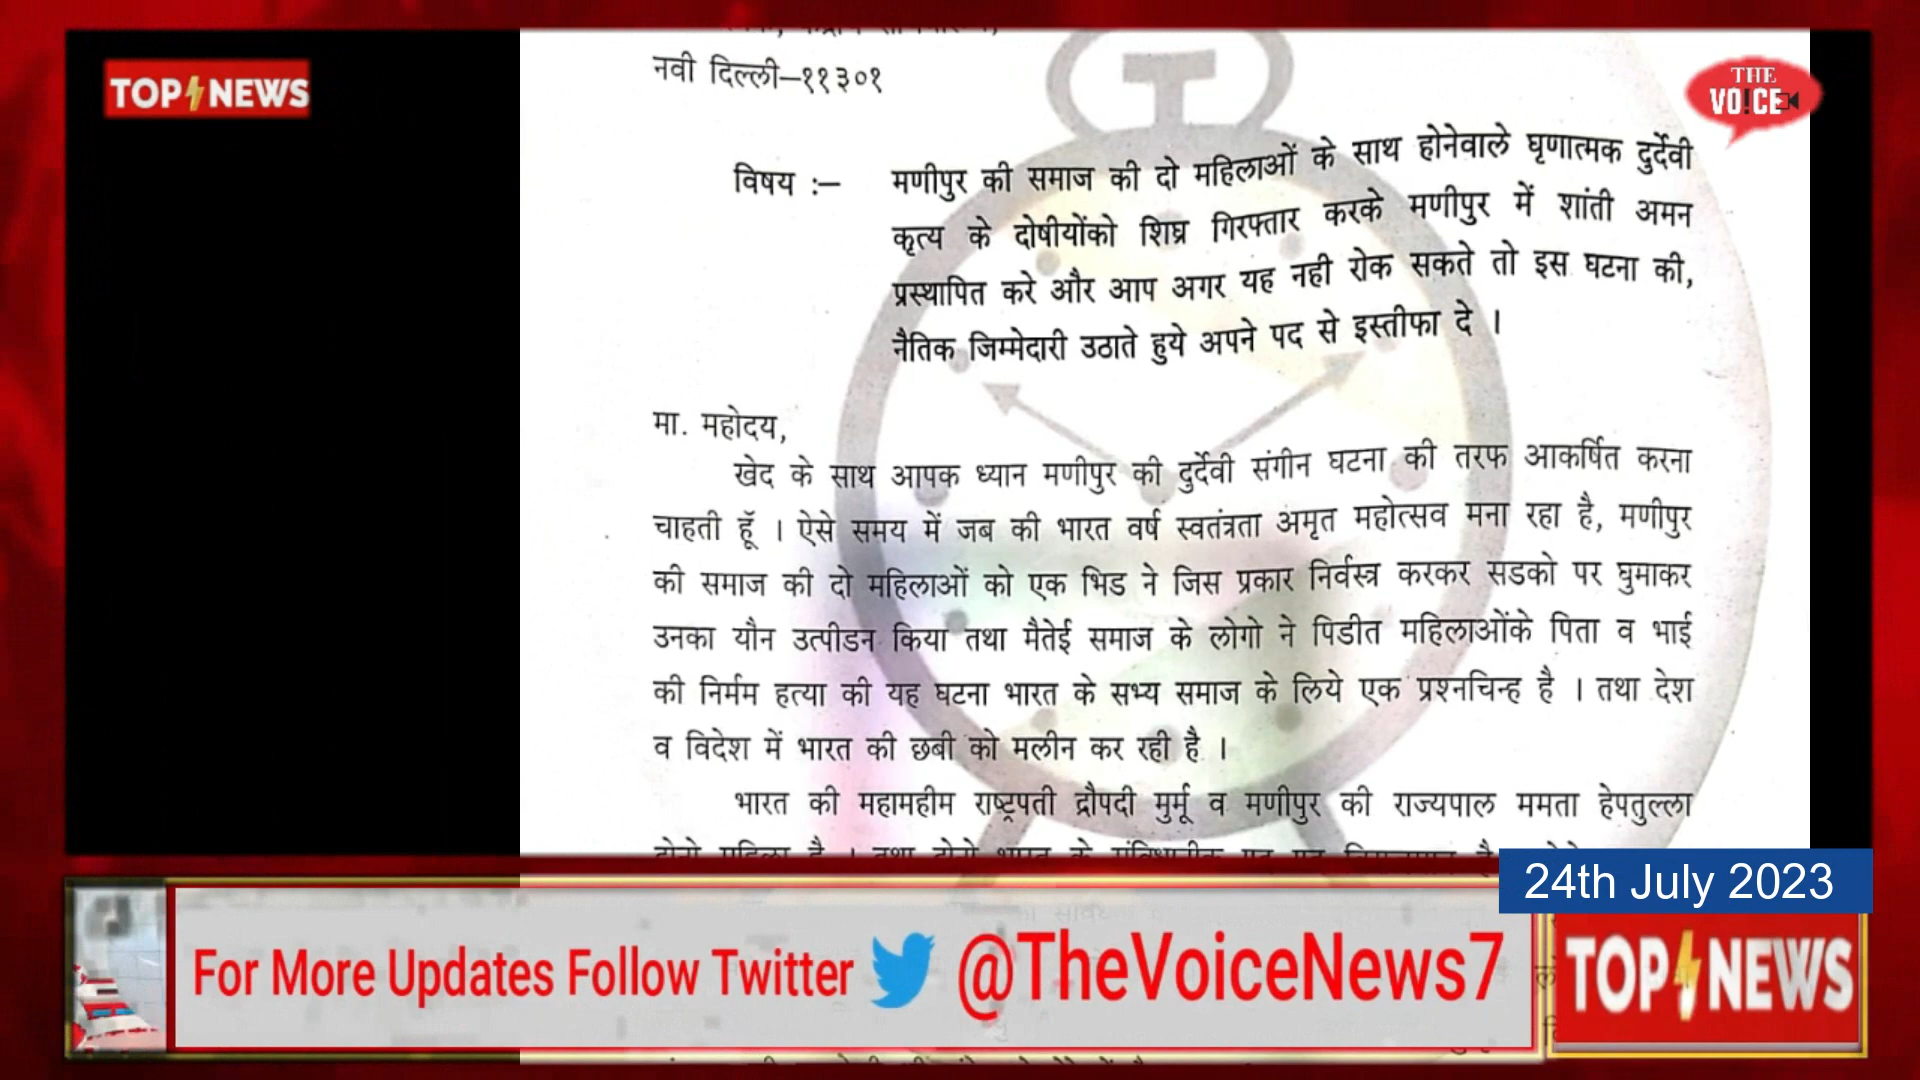 TOP NEWS
THE VO!CE
नवी दिल्ली–११३०१
विषय :– मणीपुर की समाज की दो महिलाओं के साथ होनेवाले घृणात्मक दुर्देवी
कृत्य के दोषीयोंको शिघ्र गिरफ्तार करके मणीपुर में शांती अमन
प्रस्थापित करे और आप अगर यह नही रोक सकते तो इस घटना की,
नैतिक जिम्मेदारी उठाते हुये अपने पद से इस्तीफा दे ।
मा. महोदय,
खेद के साथ आपक ध्यान मणीपुर की दुर्देवी संगीन घटना की तरफ आकर्षित करना
चाहती हूँ । ऐसे समय में जब की भारत वर्ष स्वतंत्रता अमृत महोत्सव मना रहा है, मणीपुर
की समाज की दो महिलाओं को एक भिड ने जिस प्रकार निर्वस्त्र करकर सडको पर घुमाकर
उनका यौन उत्पीडन किया तथा मैतेई समाज के लोगो ने पिडीत महिलाओंके पिता व भाई
की निर्मम हत्या की यह घटना भारत के सभ्य समाज के लिये एक प्रश्नचिन्ह है । तथा देश
व विदेश में भारत की छबी को मलीन कर रही है ।
भारत की महामहीम राष्ट्रपती द्रौपदी मुर्मू व मणीपुर की राज्यपाल ममता हेपतुल्ला
24th July 2023
For More Updates Follow Twitter @TheVoiceNews7
TOP NEWS